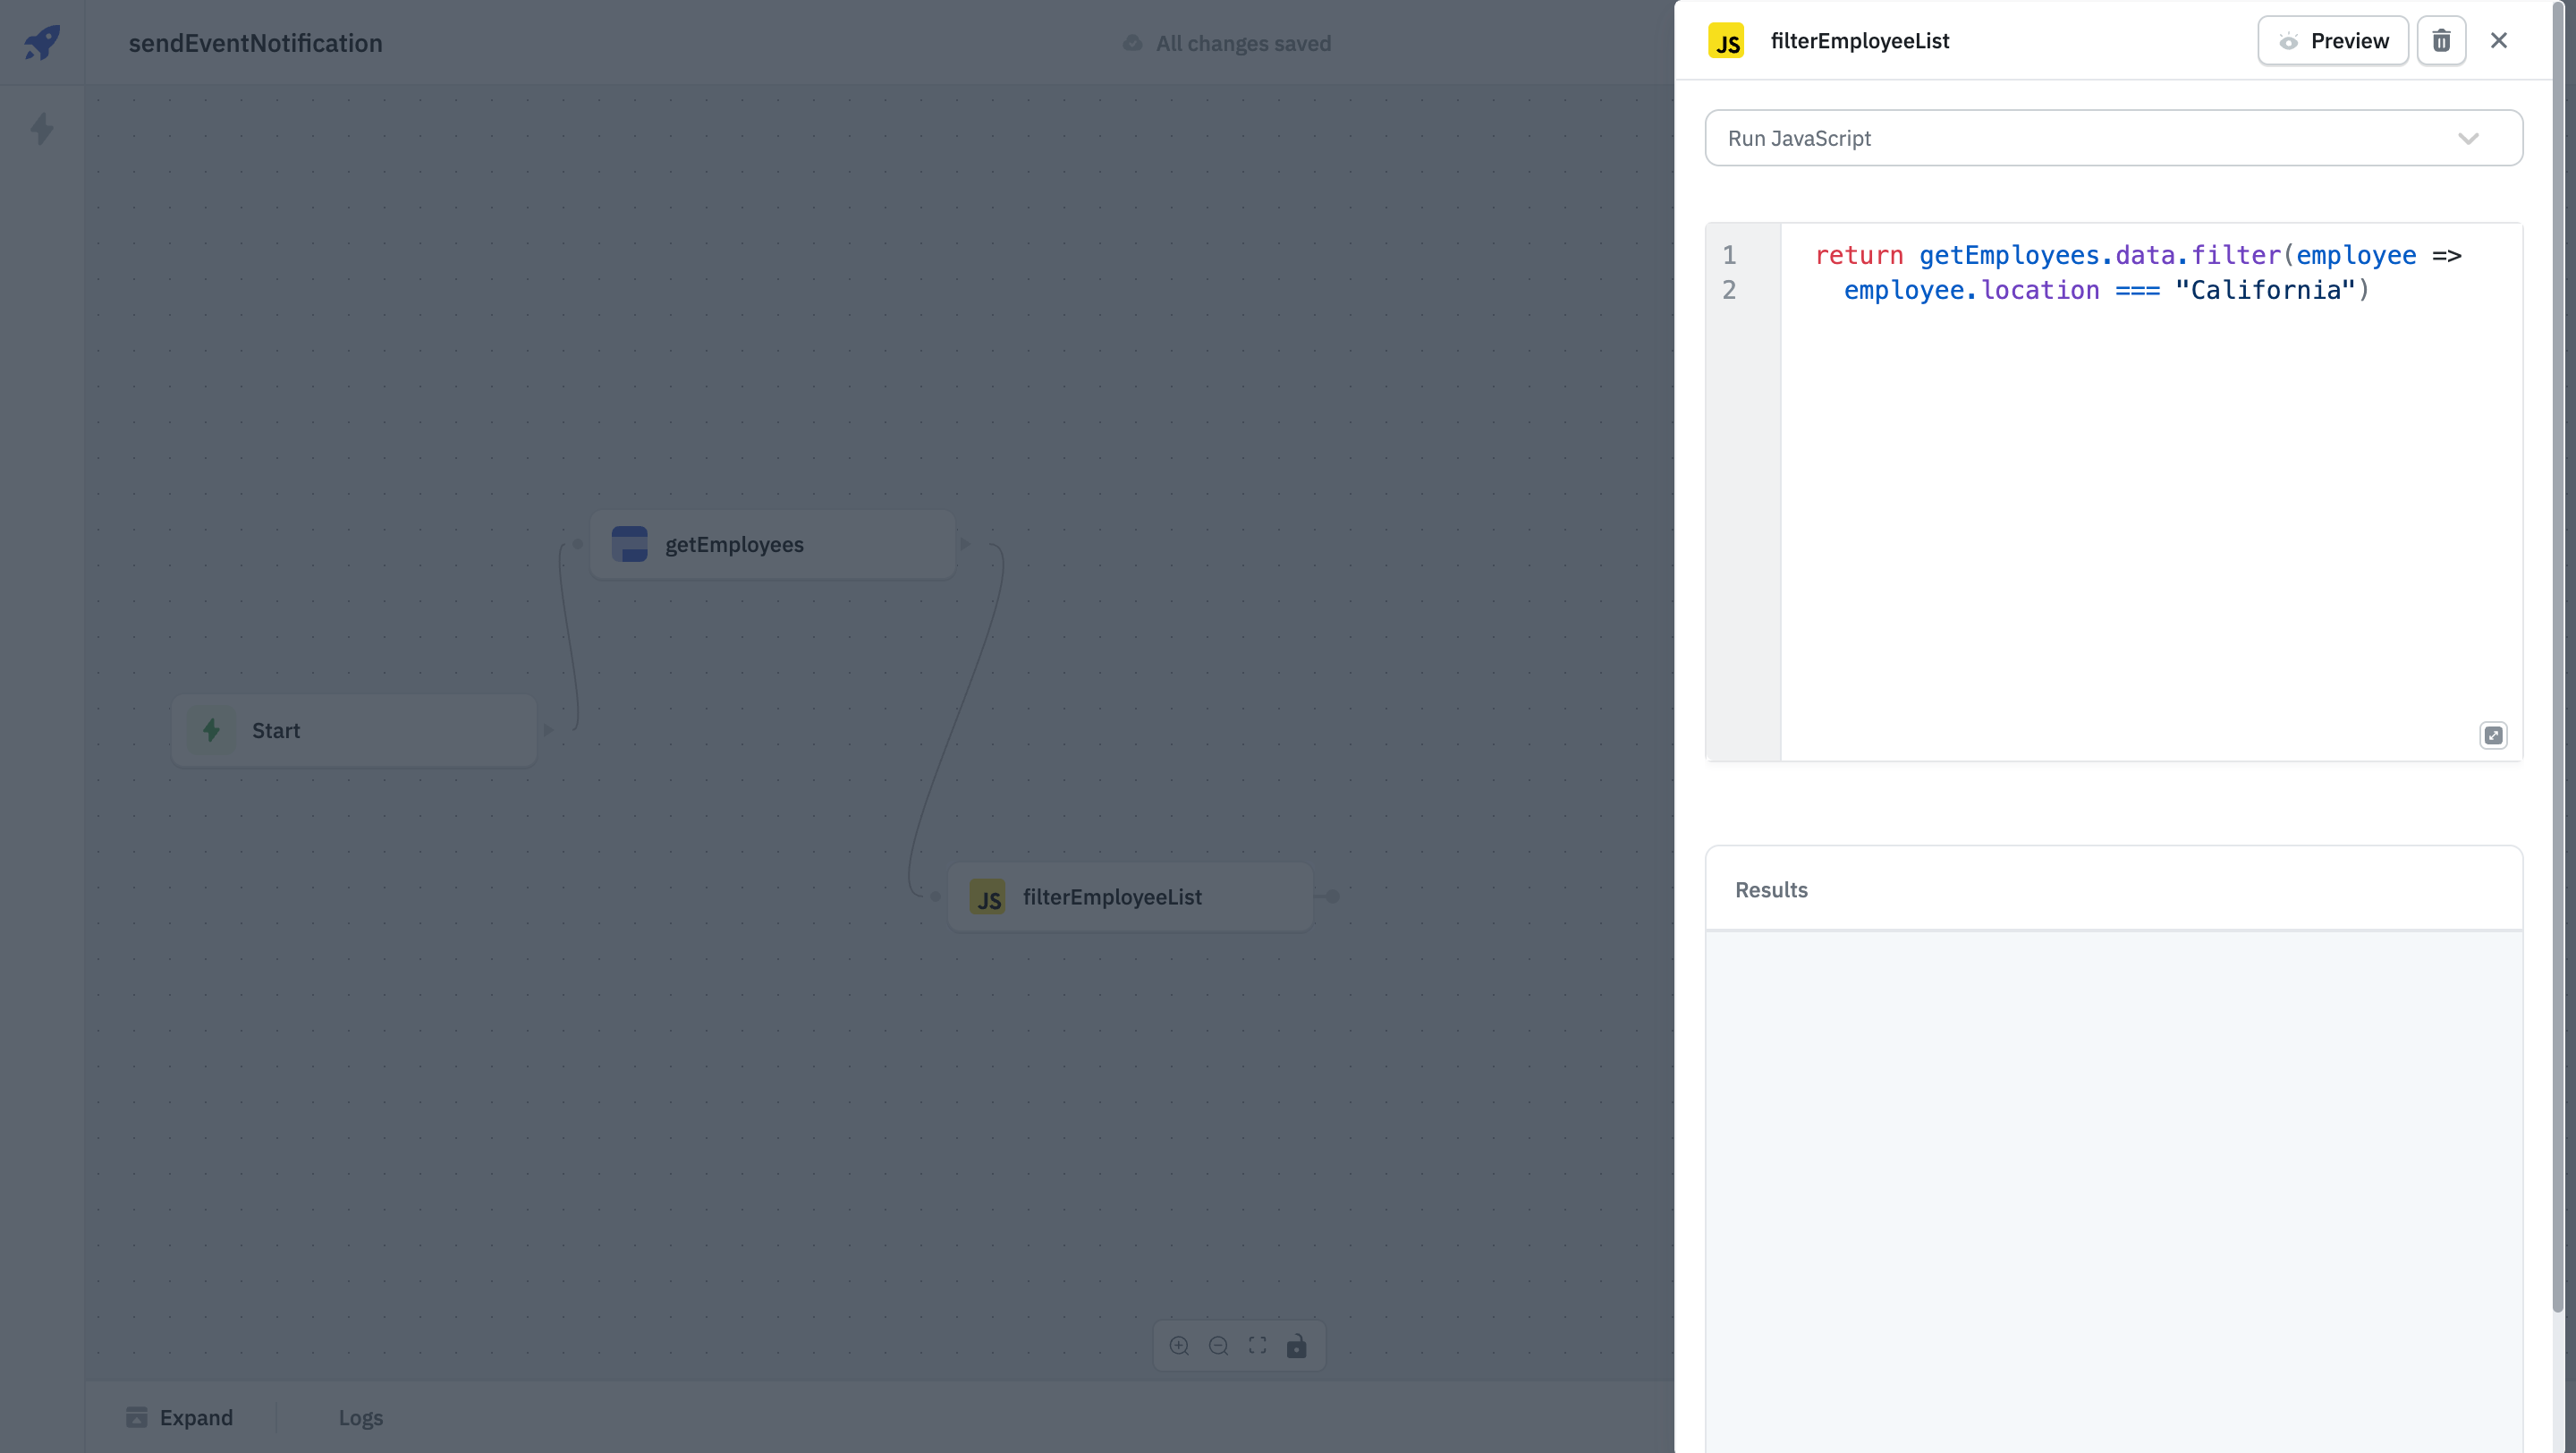 sendEventNotification
All changes saved
JS filterEmployeeList
Preview
Run JavaScript
1 return getEmployees.data.filter(employee =>
2 employee.location === "California")
getEmployees
Start
JS filterEmployeeList
Results
Expand
Logs